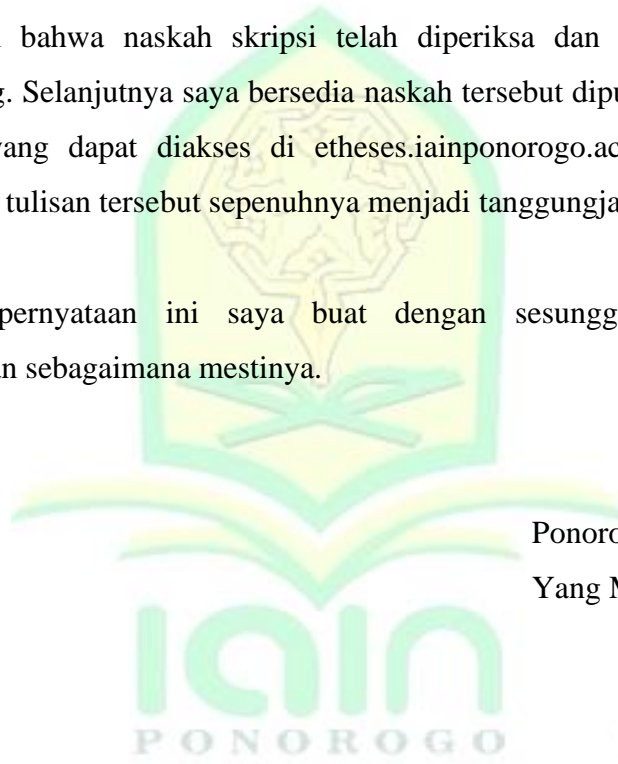 bahwa naskah skripsi telah diperiksa dan
g. Selanjutnya saya bersedia naskah tersebut dipu
yang dapat diakses di etheses.iainponorogo.ac
tulisan tersebut sepenuhnya menjadi tanggungja
pernyataan ini saya buat dengan sesungg
an sebagaimana mestinya.
Ponoro
Yang M
iain
PONOROGO